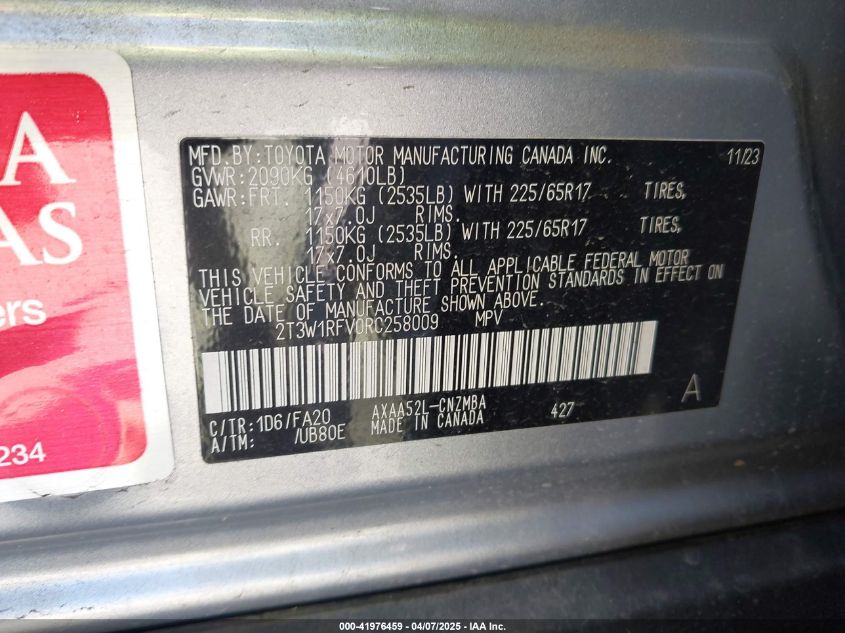 A
AS
ers
234
MFD.BY:TOYOTA MOTOR MANUFACTURING CANADA INC. 11/23
GVWR:2090KG (4610LB)
GAWR:FRT. 1150KG (2535LB) WITH 225/65R17 TIRES,
17x7.0J RIMS.
RR. 1150KG (2535LB) WITH 225/65R17 TIRES,
17x7.0J RIMS.
THIS VEHICLE CONFORMS TO ALL APPLICABLE FEDERAL MOTOR
VEHICLE SAFETY AND THEFT PREVENTION STANDARDS IN EFFECT ON
THE DATE OF MANUFACTURE SHOWN ABOVE.
2T3W1RFV0RC258009 MPV
C/TR:1D6/FA20 AXAA52L-CNZMBA 427 A
A/TM: /UB80E MADE IN CANADA
000-41976459 - 04/07/2025 - IAA Inc.